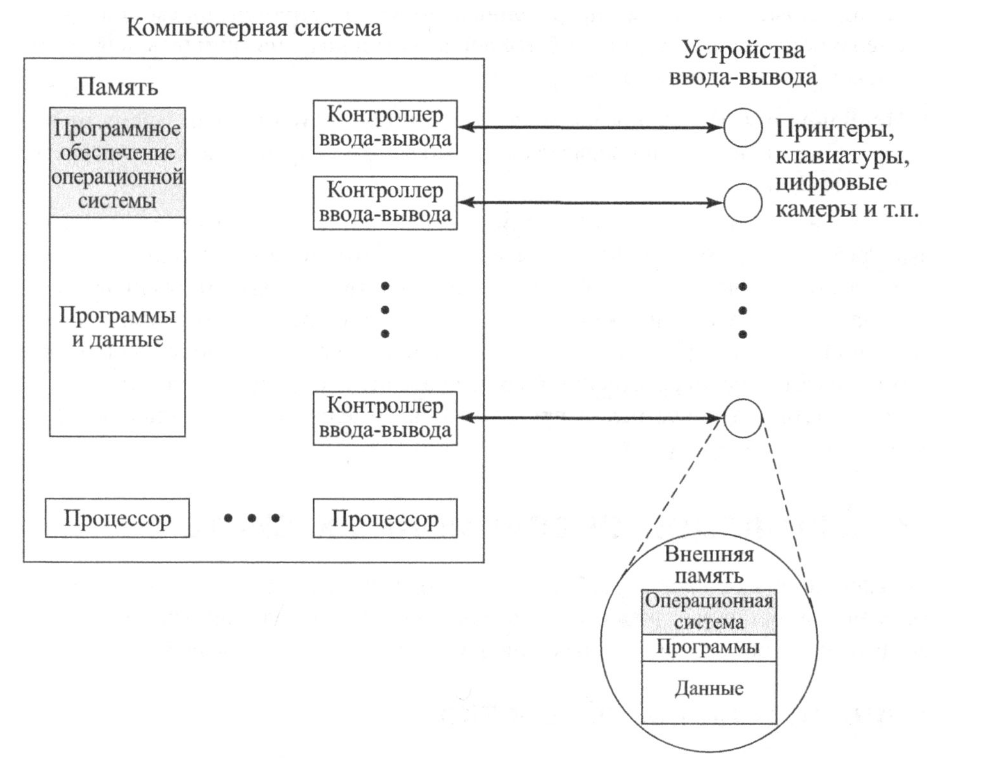 Компьютерная система
Память
Программное
обеспечение
операционной
системы
Программы
и данные
Контроллер
ввода-вывода
Контроллер
ввода-вывода
Контроллер
ввода-вывода
Процессор
Процессор
Устройства
ввода-вывода
Принтеры,
клавиатуры,
цифровые
камеры и т.п.
Внешняя
память
Операционная
система
Программы
Данные